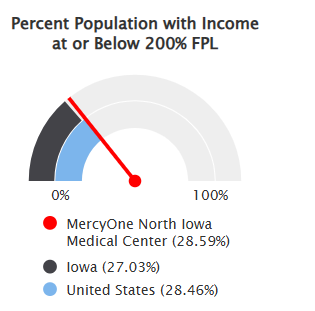 Percent Population with Income
at or Below 200% FPL
0%
100%
MercyOne North Iowa
Medical Center (28.59%)
Iowa (27.03%)
United States (28.46%)